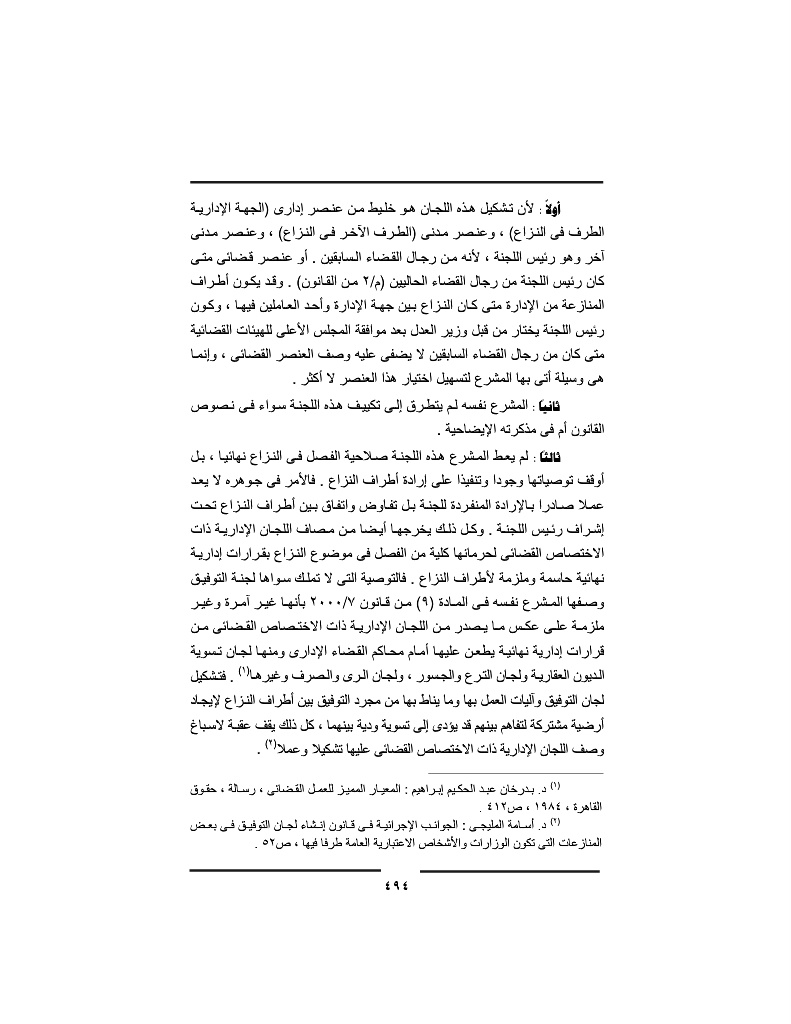 أولاً : لأن تشكيل هذه اللجان هو خليط من عنصر إدارى (الجهة الإدارية
الطرف فى النزاع) ، وعنصر مدنى (الطرف الآخر فى النزاع) ، وعنصر مدنى
آخر وهو رئيس اللجنة ، لأنه من رجال القضاء السابقين . أو عنصر قضائى متى
كان رئيس اللجنة من رجال القضاء الحاليين (م/٢ من القانون) . وقد يكون أطراف
المنازعة من الإدارة متى كان النزاع بين جهة الإدارة وأحد العاملين فيها ، وكون
رئيس اللجنة يختار من قبل وزير العدل بعد موافقة المجلس الأعلى للهيئات القضائية
متى كان من رجال القضاء السابقين لا يضفى عليه وصف العنصر القضائى ، وإنما
هى وسيلة أتى بها المشرع لتسهيل اختيار هذا العنصر لا أكثر .
ثانيا : المشرع نفسه لم يتطرق إلى تكييف هذه اللجنة سواء فى نصوص
القانون أم فى مذكرته الإيضاحية .
ثالثا : لم يعط المشرع هذه اللجنة صلاحية الفصل فى النزاع نهائيا ، بل
أوقف توصياتها وجودا وتنفيذا على إرادة أطراف النزاع . فالأمر فى جوهره لا يعد
عملا صادرا بالإرادة المنفردة للجنة بل تفاوض واتفاق بين أطراف النزاع تحت
إشراف رئيس اللجنة . وكل ذلك يخرجها أيضا من مصاف اللجان الإدارية ذات
الاختصاص القضائى لحرمانها كلية من الفصل فى موضوع النزاع بقرارات إدارية
نهائية حاسمة وملزمة لأطراف النزاع . فالتوصية التى لا تملك سواها لجنة التوفيق
وصفها المشرع نفسه فى المادة (٩) من قانون ٢٠٠٠/٧ بأنها غير آمرة وغير
ملزمة على عكس ما يصدر من اللجان الإدارية ذات الاختصاص القضائى من
قرارات إدارية نهائية يطعن عليها أمام محاكم القضاء الإدارى ومنها لجان تسوية
الديون العقارية ولجان الترع والجسور ، ولجان الرى والصرف وغيرها(١) . فتشكيل
لجان التوفيق وآليات العمل بها وما يناط بها من مجرد التوفيق بين أطراف النزاع لإيجاد
أرضية مشتركة لتفاهم بينهم قد يؤدى إلى تسوية ودية بينهما ، كل ذلك يقف عقبة لاسباغ
وصف اللجان الإدارية ذات الاختصاص القضائى عليها تشكيلا وعملا(٢) .
(١) د. بدرخان عبد الحكيم إبراهيم : المعيار المميز للعمل القضائى ، رسالة ، حقوق
القاهرة ، ١٩٨٤ ، ص٤١٢ .
(٢) د. أسامة المليجى : الجوانب الإجرائية فى قانون إنشاء لجان التوفيق فى بعض
المنازعات التى تكون الوزارات والأشخاص الاعتبارية العامة طرفا فيها ، ص٥٢ .
٤٩٤